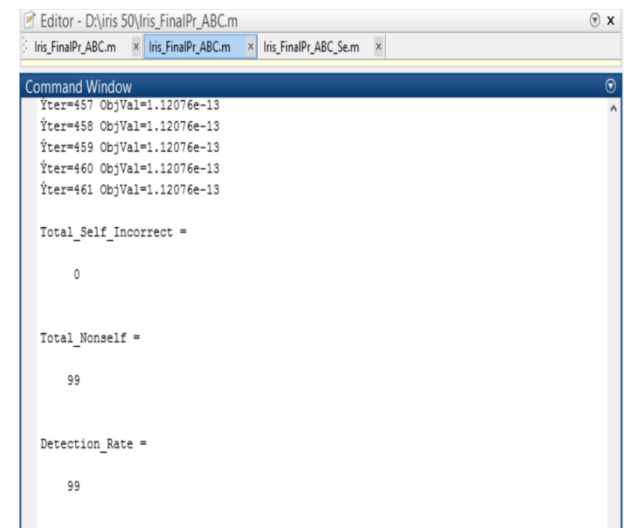 Editor - D:\iris 50\Iris_FinalPr_ABC.m
Iris_FinalPr_ABC.m x Iris_FinalPr_ABC.m x Iris_FinalPr_ABC_Se.m x
Command Window
Ýter=457 ObjVal=1.12076e-13
Ýter=458 ObjVal=1.12076e-13
Ýter=459 ObjVal=1.12076e-13
Ýter=460 ObjVal=1.12076e-13
Ýter=461 ObjVal=1.12076e-13
Total_Self_Incorrect =
0
Total_Nonself =
99
Detection_Rate =
99